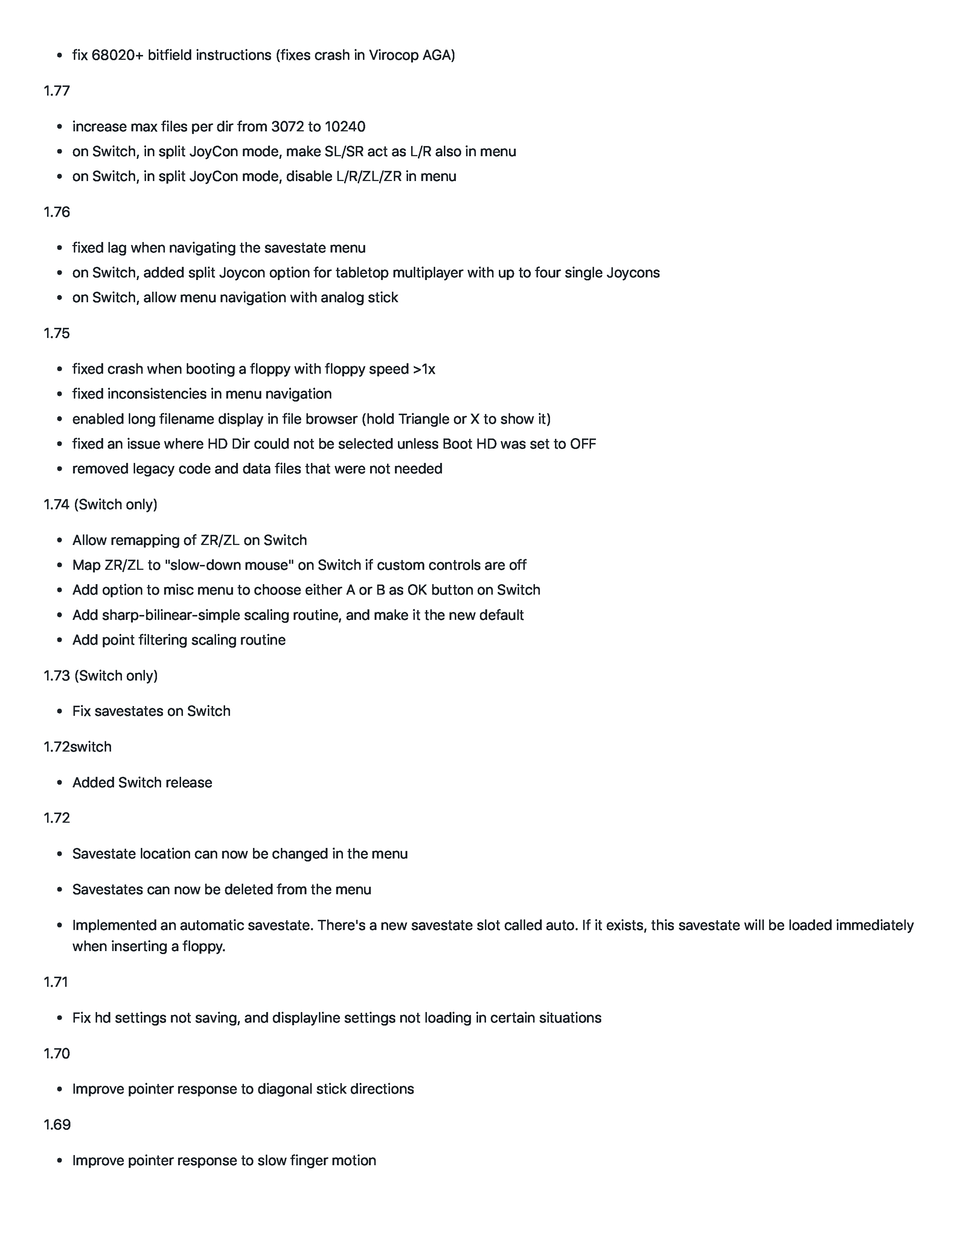 • fix 68020+ bitfield instructions (fixes crash in Virocop AGA)
1.77
• increase max files per dir from 3072 to 10240
• on Switch, in split JoyCon mode, make SL/SR act as L/R also in menu
• on Switch, in split JoyCon mode, disable L/R/ZL/ZR in menu
1.76
• fixed lag when navigating the savestate menu
• on Switch, added split Joycon option for tabletop multiplayer with up to four single Joycons
• on Switch, allow menu navigation with analog stick
1.75
• fixed crash when booting a floppy with floppy speed >1x
• fixed inconsistencies in menu navigation
• enabled long filename display in file browser (hold Triangle or X to show it)
• fixed an issue where HD Dir could not be selected unless Boot HD was set to OFF
• removed legacy code and data files that were not needed
1.74 (Switch only)
• Allow remapping of ZR/ZL on Switch
• Map ZR/ZL to "slow-down mouse" on Switch if custom controls are off
• Add option to misc menu to choose either A or B as OK button on Switch
• Add sharp-bilinear-simple scaling routine, and make it the new default
• Add point filtering scaling routine
1.73 (Switch only)
• Fix savestates on Switch
1.72switch
• Added Switch release
1.72
• Savestate location can now be changed in the menu
• Savestates can now be deleted from the menu
• Implemented an automatic savestate. There's a new savestate slot called auto. If it exists, this savestate will be loaded immediately
when inserting a floppy.
1.71
• Fix hd settings not saving, and displayline settings not loading in certain situations
1.70
• Improve pointer response to diagonal stick directions
1.69
• Improve pointer response to slow finger motion